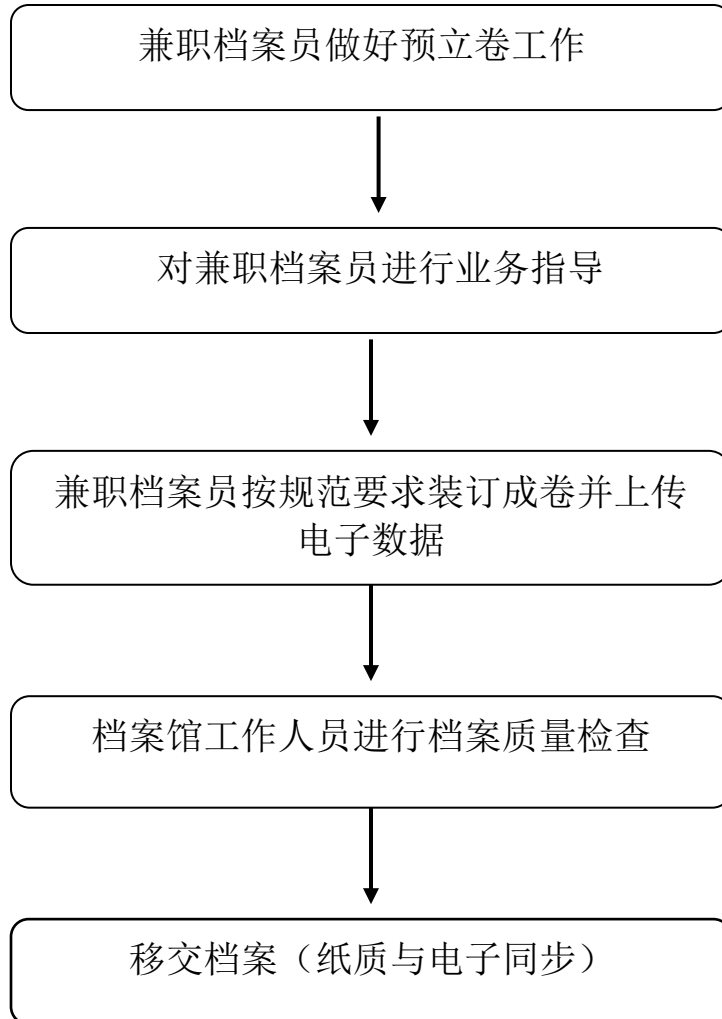 兼职档案员做好预立卷工作
对兼职档案员进行业务指导
兼职档案员按规范要求装订成卷并上传
电子数据
档案馆工作人员进行档案质量检查
移交档案（纸质与电子同步）